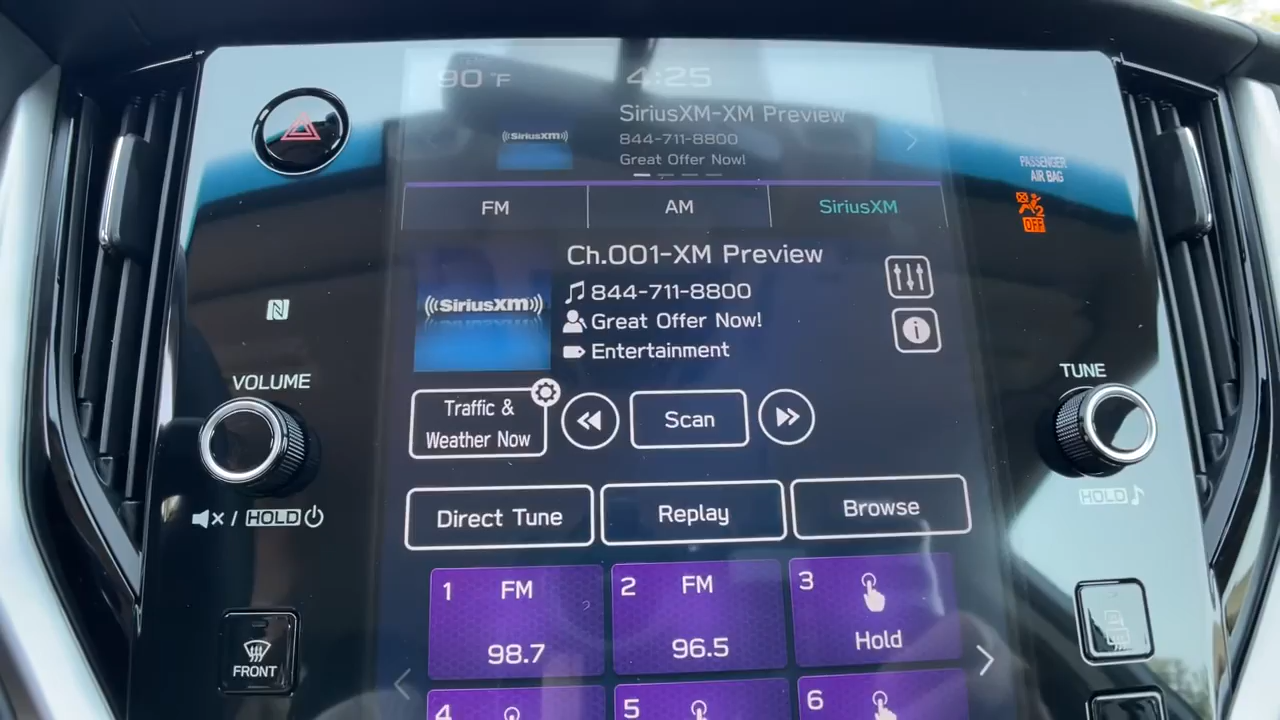 90 °F
4:25
SiriusXM-XM Preview
844-711-8800
Great Offer Now!
((SiriusXM))
PASSENGER
AIR BAG
2
OFF
FM
AM
SiriusXM
Ch.001-XM Preview
844-711-8800
Great Offer Now!
Entertainment
((SiriusXM))
VOLUME
TUNE
Traffic &
Weather Now
Scan
HOLD
HOLD
Direct Tune
Replay
Browse
1 FM
98.7
2 FM
96.5
3
Hold
FRONT
4
5
6